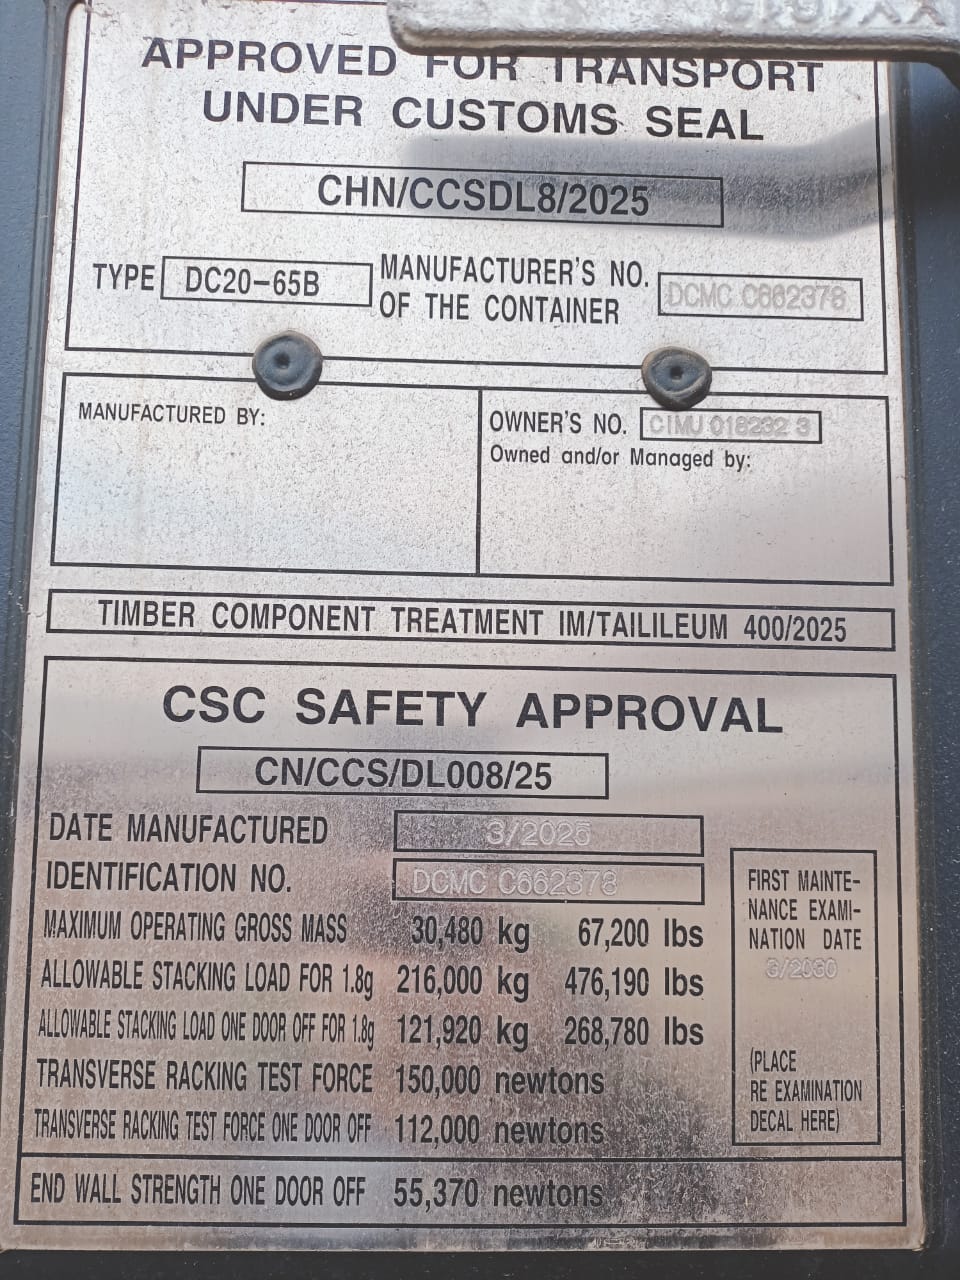 APPROVED FOR TRANSPORT
UNDER CUSTOMS SEAL
CHN/CCSDL8/2025
TYPE DC20-65B
MANUFACTURER'S NO.
OF THE CONTAINER
DCMC C662378
MANUFACTURED BY:
OWNER'S NO. CIMU 018232 3
Owned and/or Managed by:
TIMBER COMPONENT TREATMENT IM/TAILILEUM 400/2025
CSC SAFETY APPROVAL
CN/CCS/DL008/25
DATE MANUFACTURED 3/2025
IDENTIFICATION NO. DCMC C662378
MAXIMUM OPERATING GROSS MASS 30,480 kg 67,200 lbs
ALLOWABLE STACKING LOAD FOR 1.8g 216,000 kg 476,190 lbs
ALLOWABLE STACKING LOAD ONE DOOR OFF FOR 1.8g 121,920 kg 268,780 lbs
TRANSVERSE RACKING TEST FORCE 150,000 newtons
TRANSVERSE RACKING TEST FORCE ONE DOOR OFF 112,000 newtons
END WALL STRENGTH ONE DOOR OFF 55,370 newtons
FIRST MAINTE-
NANCE EXAMI-
NATION DATE
3/2030
(PLACE
RE EXAMINATION
DECAL HERE)